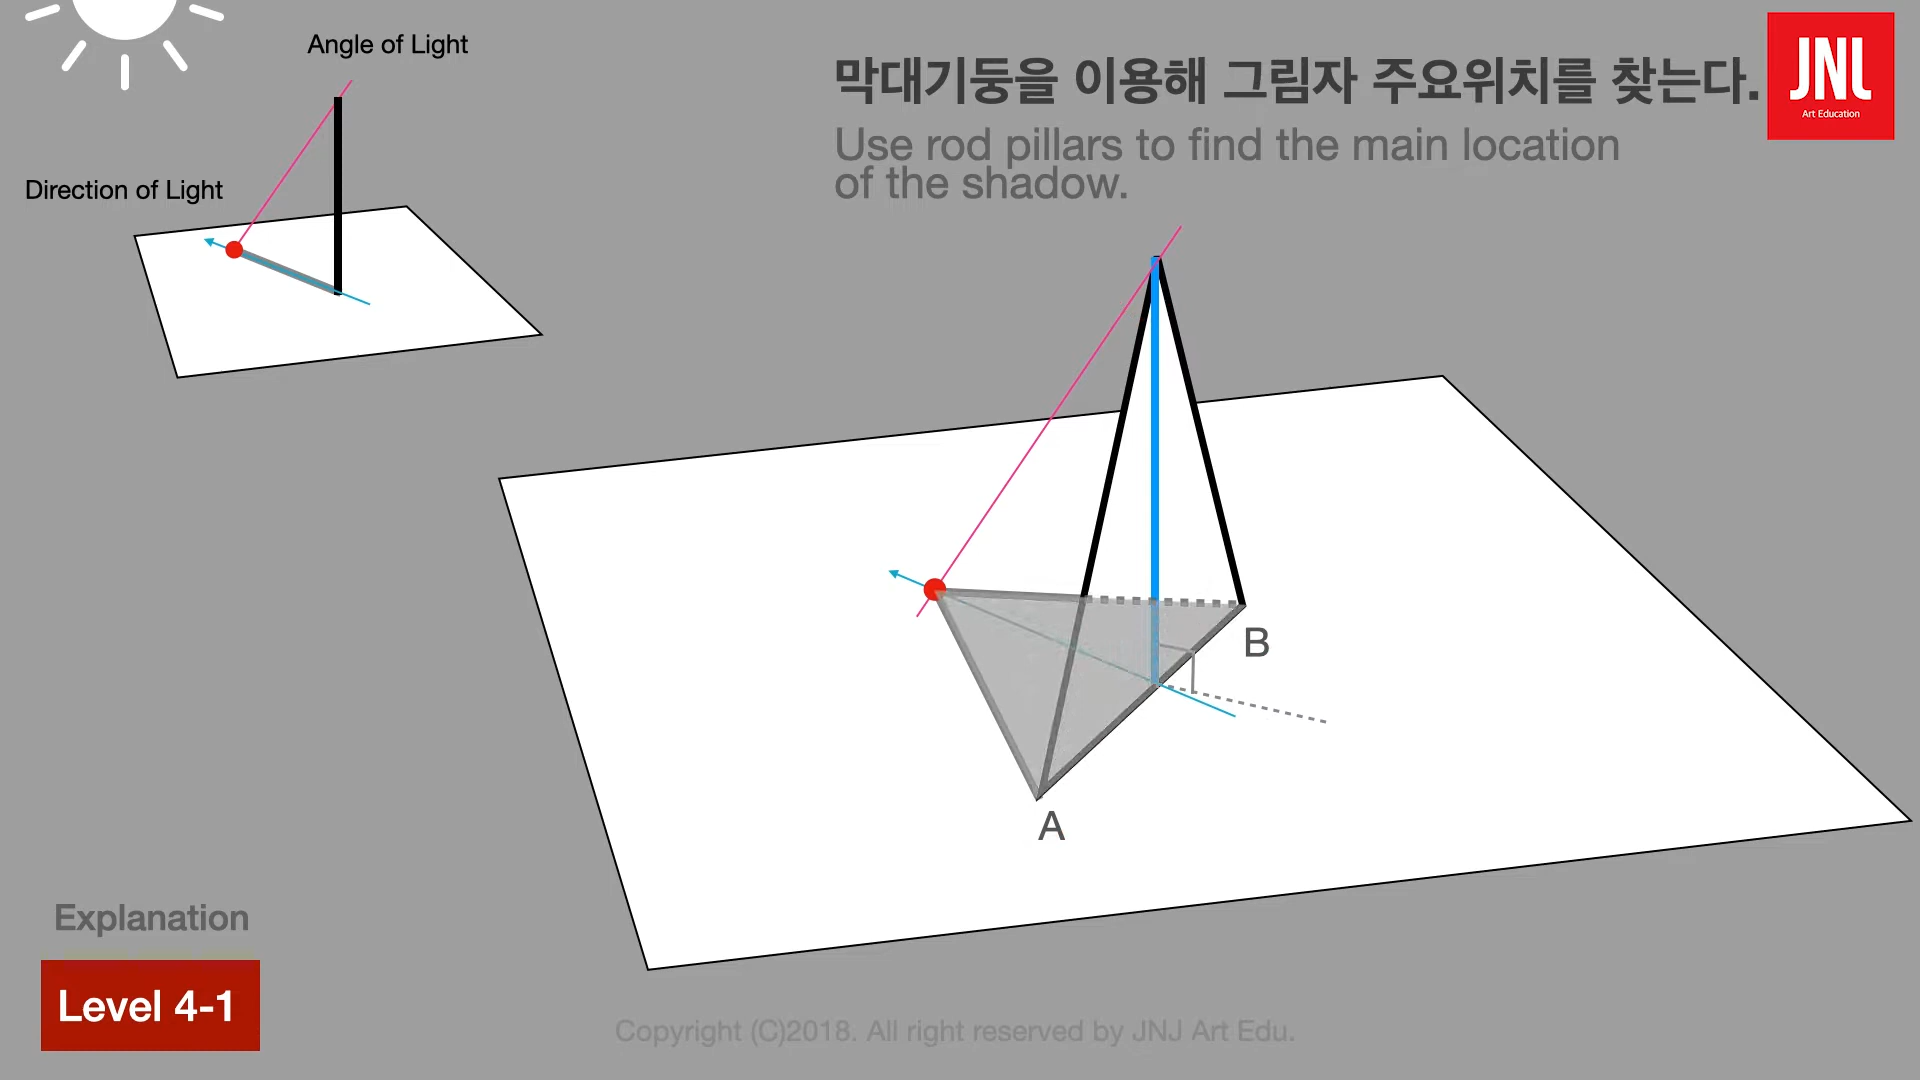 Angle of Light
Direction of Light
막대기둥을 이용해 그림자 주요위치를 찾는다.
Use rod pillars to find the main location
of the shadow.
JNL
Art Education
B
A
Explanation
Level 4-1
Copyright (C)2018. All right reserved by JNJ Art Edu.